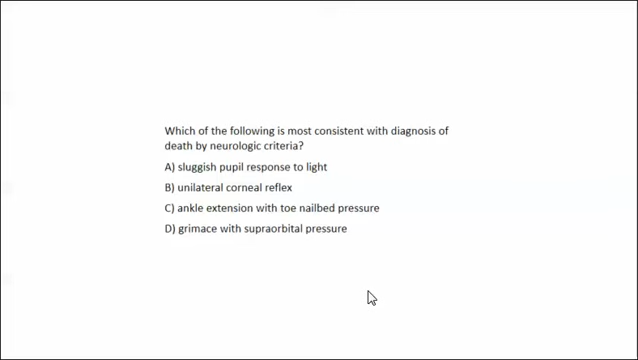 Which of the following is most consistent with diagnosis of
death by neurologic criteria?
A) sluggish pupil response to light
B) unilateral corneal reflex
C) ankle extension with toe nailbed pressure
D) grimace with supraorbital pressure